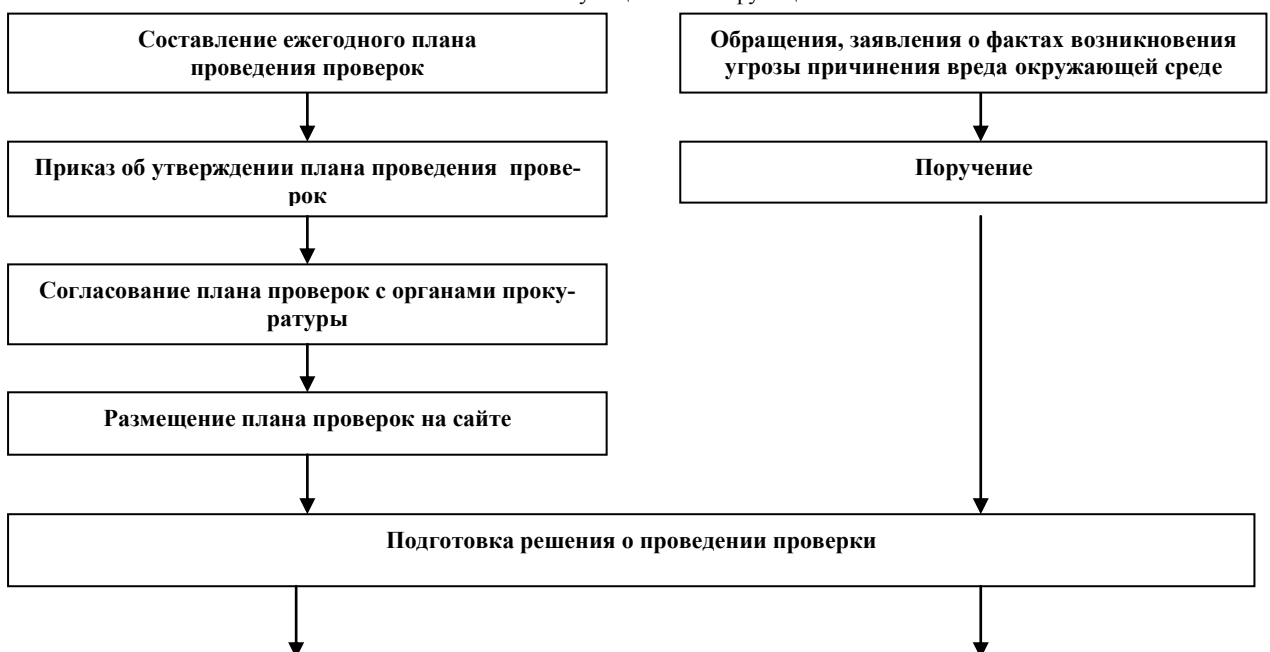 Составление ежегодного плана
проведения проверок
Обращения, заявления о фактах возникновения
угрозы причинения вреда окружающей среде
Приказ об утверждении плана проведения прове-
рок
Поручение
Согласование плана проверок с органами проку-
ратуры
Размещение плана проверок на сайте
Подготовка решения о проведении проверки